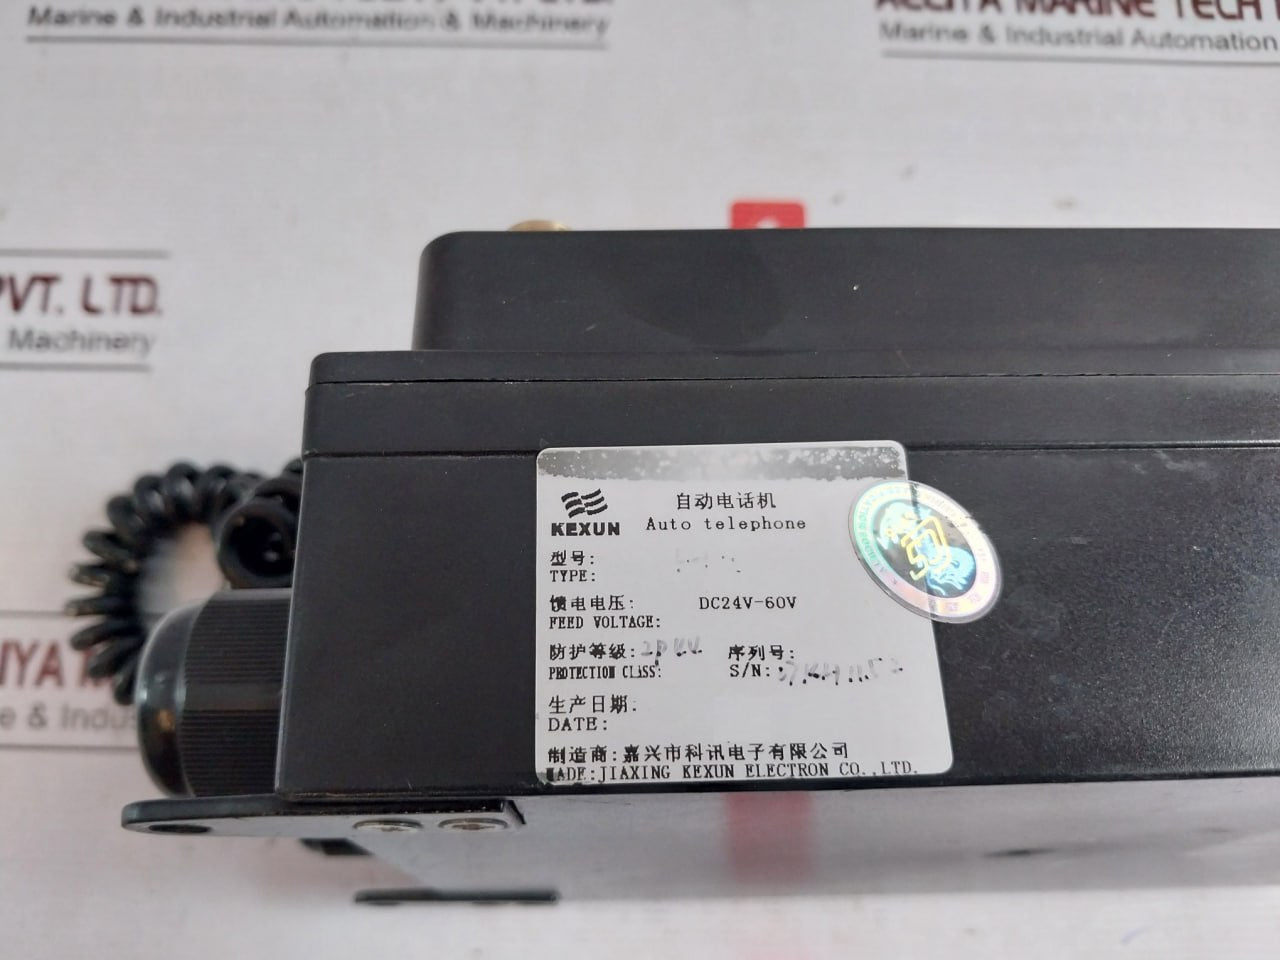 Marine & Industrial Automation & Machinery
MARINE TECH
Marine & Industrial Automation
PVT. LTD.
Machinery
KEXUN
自动电话机
Auto telephone
型号:
TYPE:
馈电电压: DC24V-60V
FEED VOLTAGE:
防护等级: 序列号:
PROTECTION CLASS: S/N:
生产日期:
DATE:
制造商:嘉兴市科讯电子有限公司
MADE:JIAXING KEXUN ELECTRON CO.,LTD.